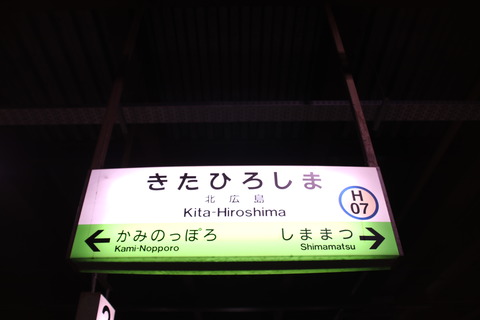 きたひろしま
北広島
Kita-Hiroshima
H
07
かみのっぽろ
Kami-Nopporo
しままつ
Shimamatsu
2